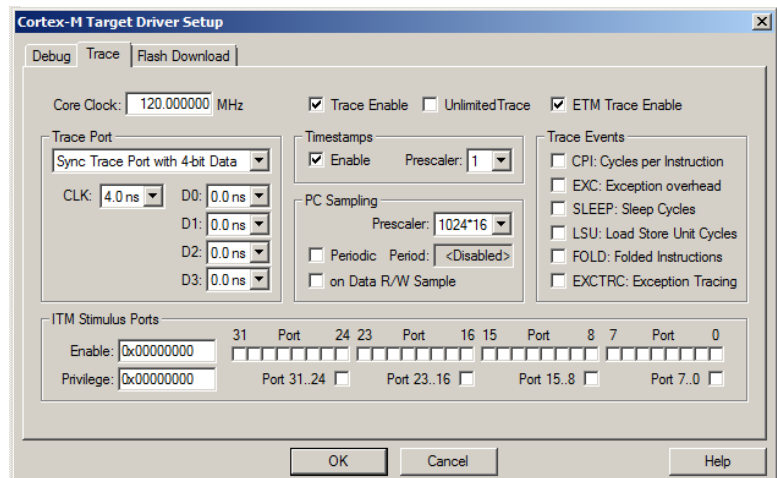 Cortex-M Target Driver Setup
Debug Trace Flash Download
Core Clock: 120.000000 MHz Trace Enable UnlimitedTrace ETM Trace Enable
Trace Port Timestamps Trace Events
Sync Trace Port with 4-bit Data Enable Prescaler: 1 CPI: Cycles per Instruction
EXC: Exception overhead
CLK: 4.0 ns D0: 0.0 ns PC Sampling SLEEP: Sleep Cycles
D1: 0.0 ns Prescaler: 1024*16 LSU: Load Store Unit Cycles
D2: 0.0 ns Periodic Period: <Disabled> FOLD: Folded Instructions
D3: 0.0 ns on Data R/W Sample EXCTRC: Exception Tracing
ITM Stimulus Ports
31 Port 24 23 Port 16 15 Port 8 7 Port 0
Enable: 0x00000000
Privilege: 0x00000000 Port 31..24 Port 23..16 Port 15..8 Port 7..0
OK Cancel Help